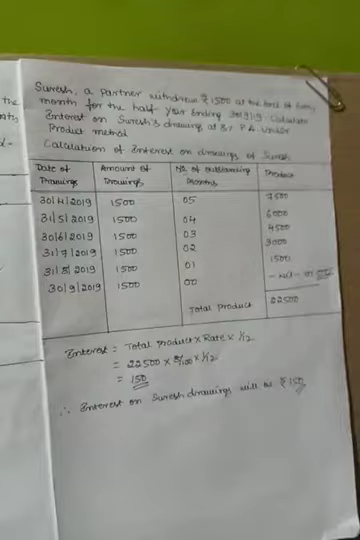 the
Suresh, a partner withdrew ₹1500 at the end of every
month for the half-year Ending 30/9/19 Calculate
Interest on Suresh's drawing at 8% P.A under
Product method
Calculation of Interest on drawings of Suresh
Date of Drawings Amount of Drawings No. of outstanding Months Product
30/4/2019 1500 05 7500
31/5/2019 1500 04 6000
30/6/2019 1500 03 4500
31/7/2019 1500 02 3000
31/8/2019 1500 01 1500
30/9/2019 1500 00 - Nil -
Total product 22500
Interest = Total Product × Rate × 1/12
= 22500 × 8/100 × 1/12
= 150
∴ Interest on Suresh drawings will be ₹150